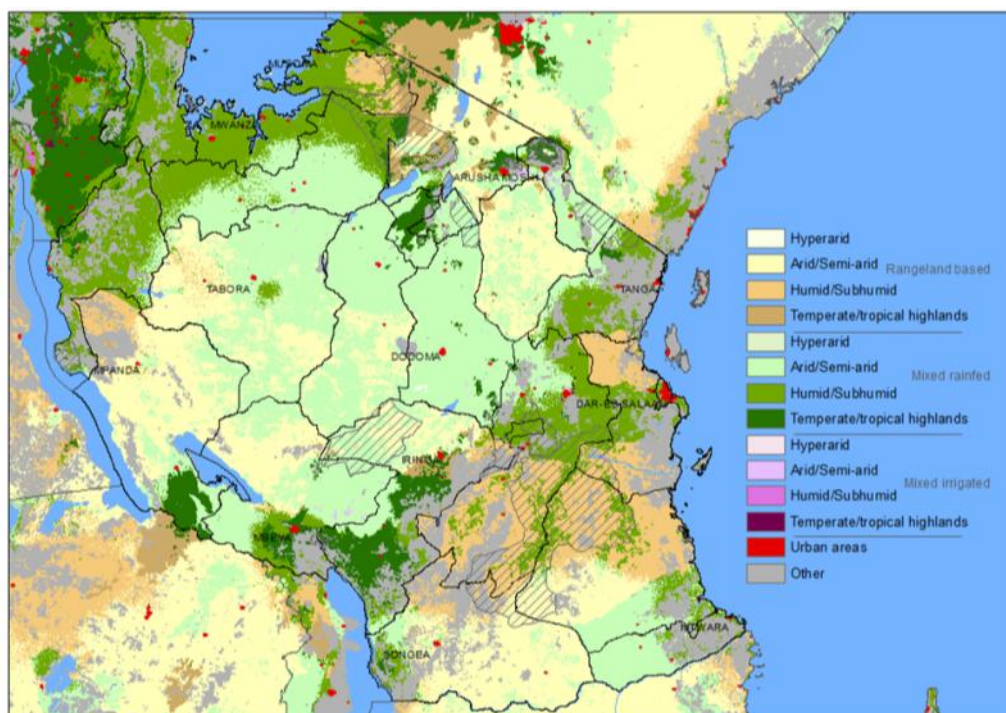 MUSOMA
MWANZA
ARUSHA MOSHI
TABORA
TANGA
MPANDA
DODOMA
DAR-ES-SALAAM
IRINGA
MBEYA
MTWARA
SONGEA
Hyperarid
Arid/Semi-arid
Rangeland based
Humid/Subhumid
Temperate/tropical highlands
Hyperarid
Arid/Semi-arid
Mixed rainfed
Humid/Subhumid
Temperate/tropical highlands
Hyperarid
Arid/Semi-arid
Mixed irrigated
Humid/Subhumid
Temperate/tropical highlands
Urban areas
Other